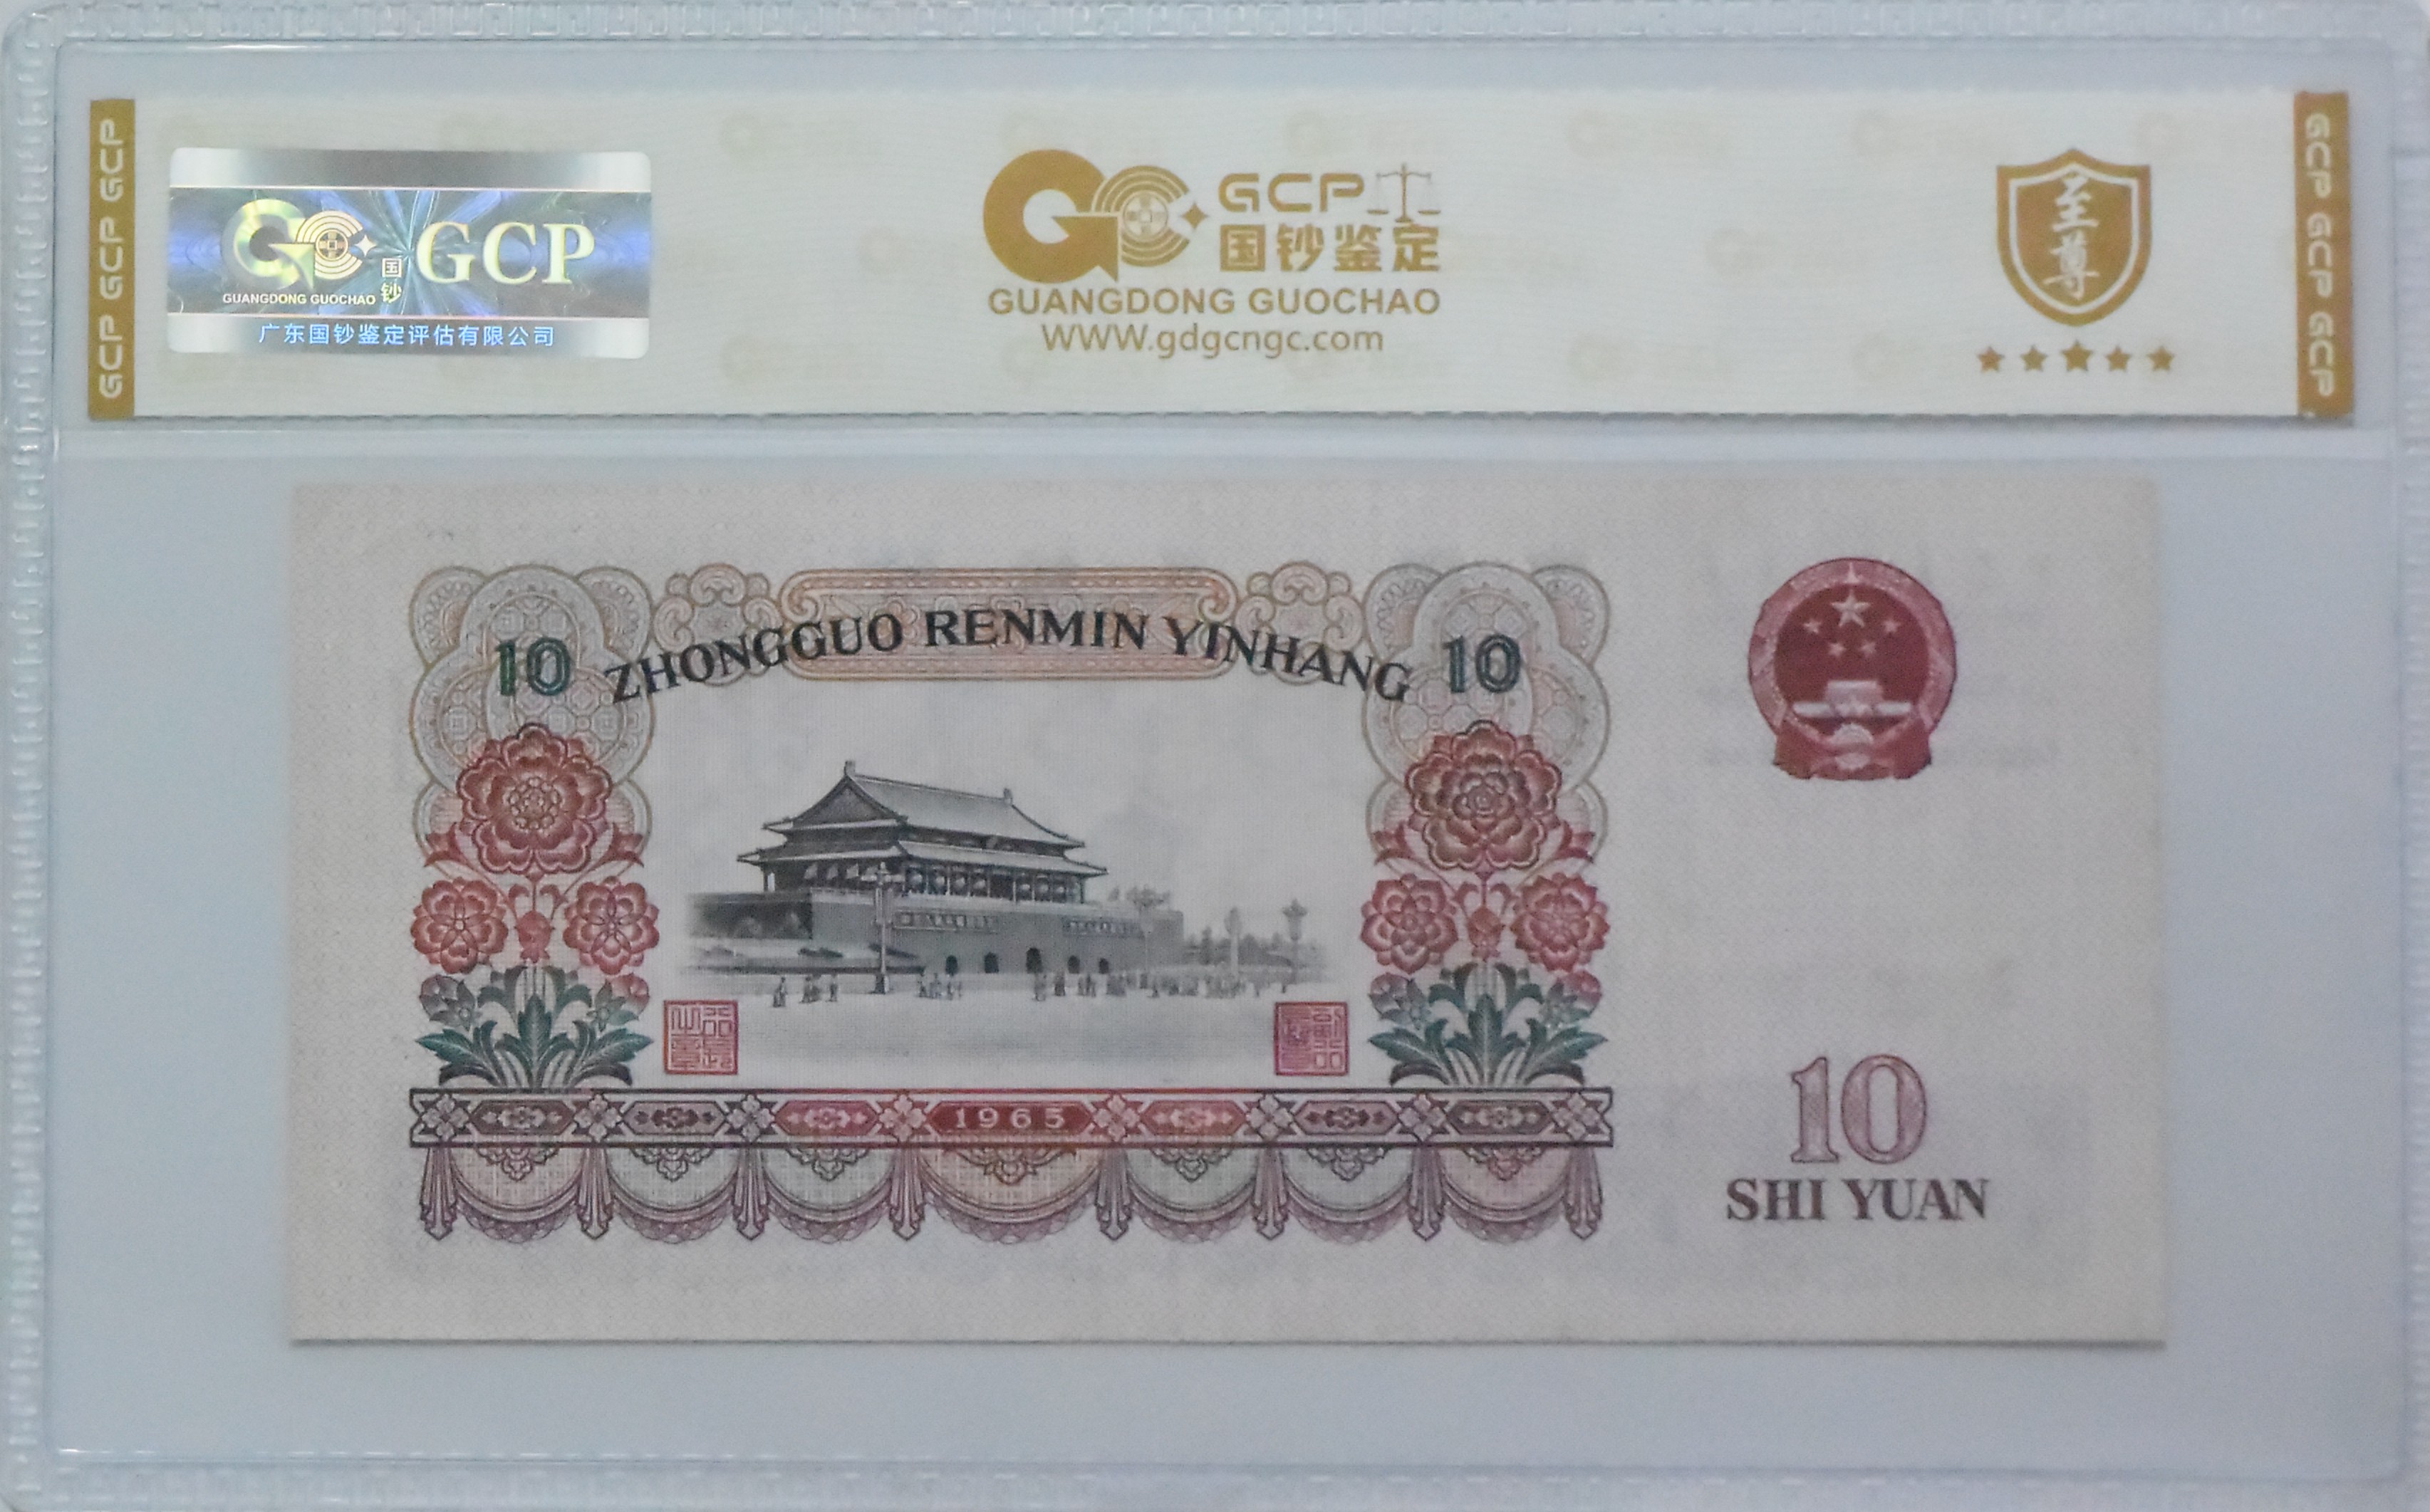 GCP GCP GCP
GCP
国钞
GUANGDONG GUOCHAO
广东国钞鉴定评估有限公司
GCP
国钞鉴定
GUANGDONG GUOCHAO
WWW.gdgcngc.com
至尊
GCP GCP GCP
10 ZHONGGUO RENMIN YINHANG 10
1965
10
SHI YUAN